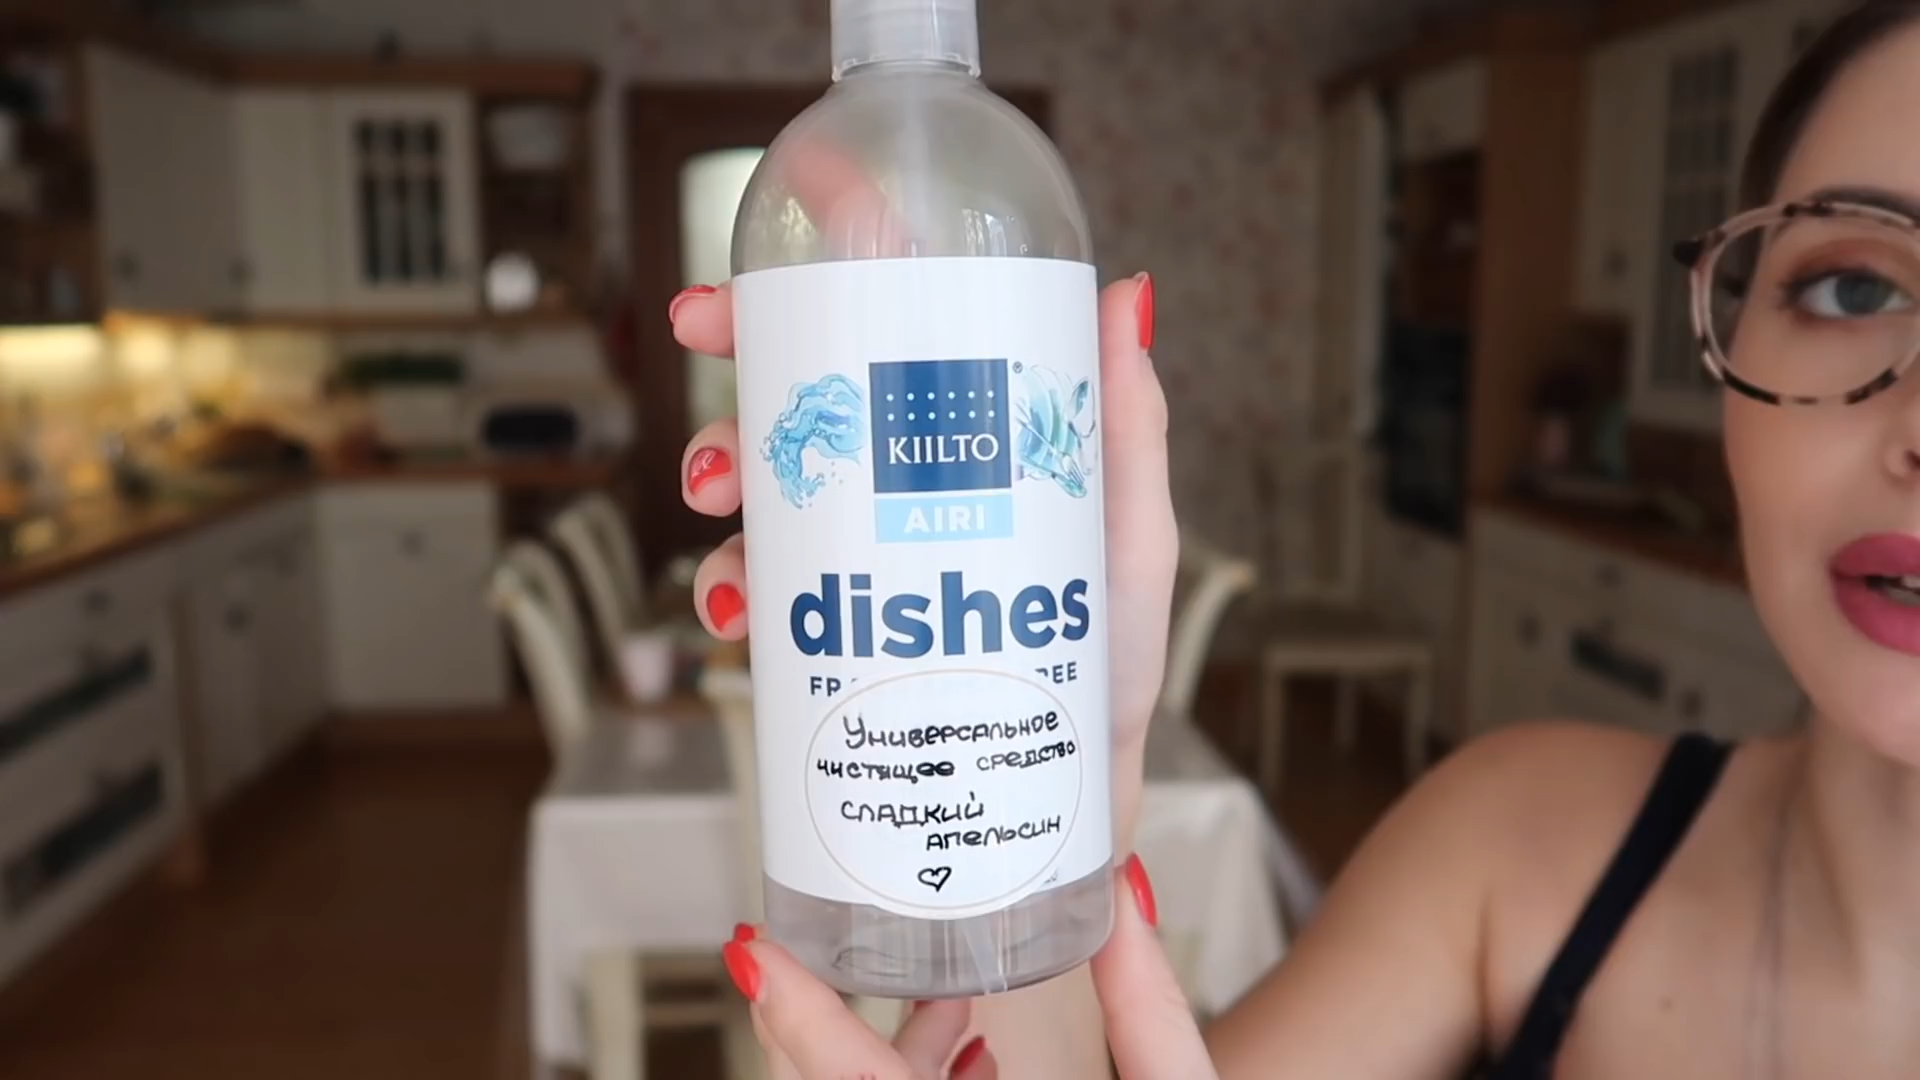 KIILTO
AIRI
dishes
Универсальное
чистящее средство
сладкий
апельсин